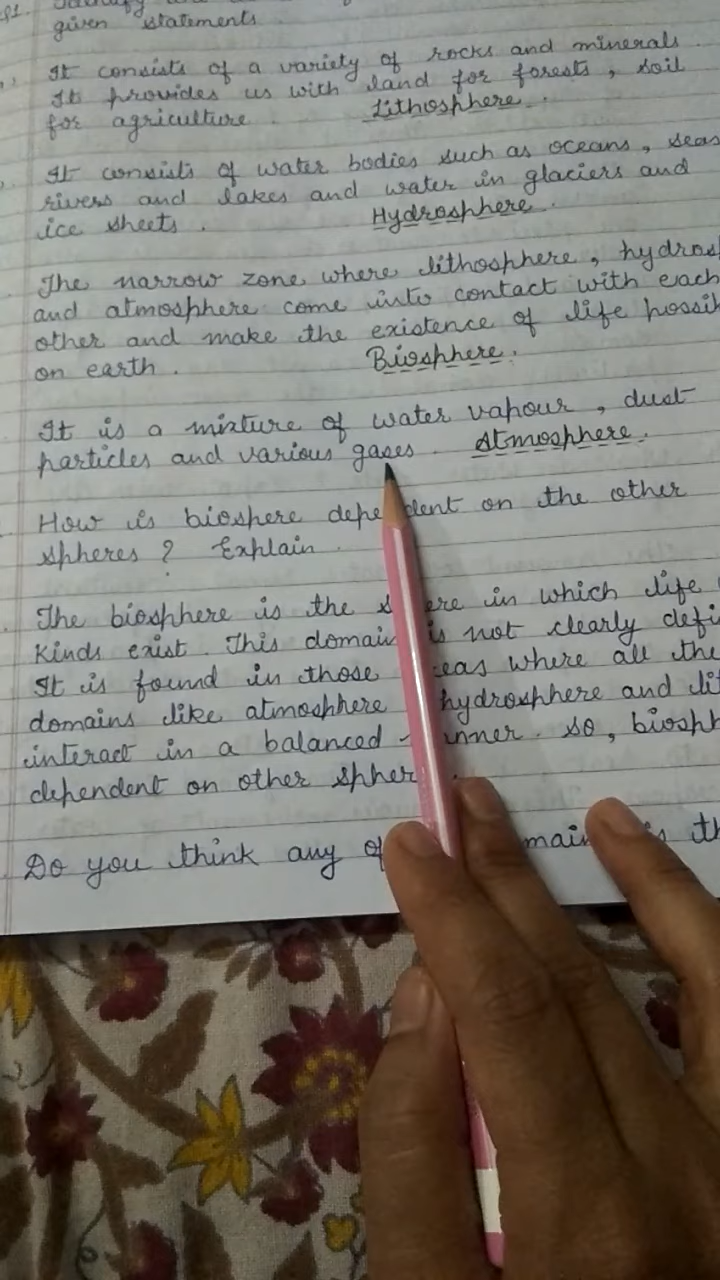 given statements.
It consists of a variety of rocks and minerals.
It provides us with land for forests, soil
for agriculture. Lithosphere.
It consists of water bodies such as oceans, seas
rivers and lakes and water in glaciers and
ice sheets. Hydrosphere.
The narrow zone where lithosphere, hydros
and atmosphere come into contact with each
other and make the existence of life possi
on earth. Biosphere.
It is a mixture of water vapour, dust
particles and various gases. Atmosphere.
How is biosphere dependent on the other
spheres? Explain.
The biosphere is the s ere in which life
kinds exist. This domain is not clearly defi
It is found in those eas where all the
domains like atmosphere hydrosphere and lit
interact in a balanced nner. So, biosph
dependent on other spher
Do you think any of main is th